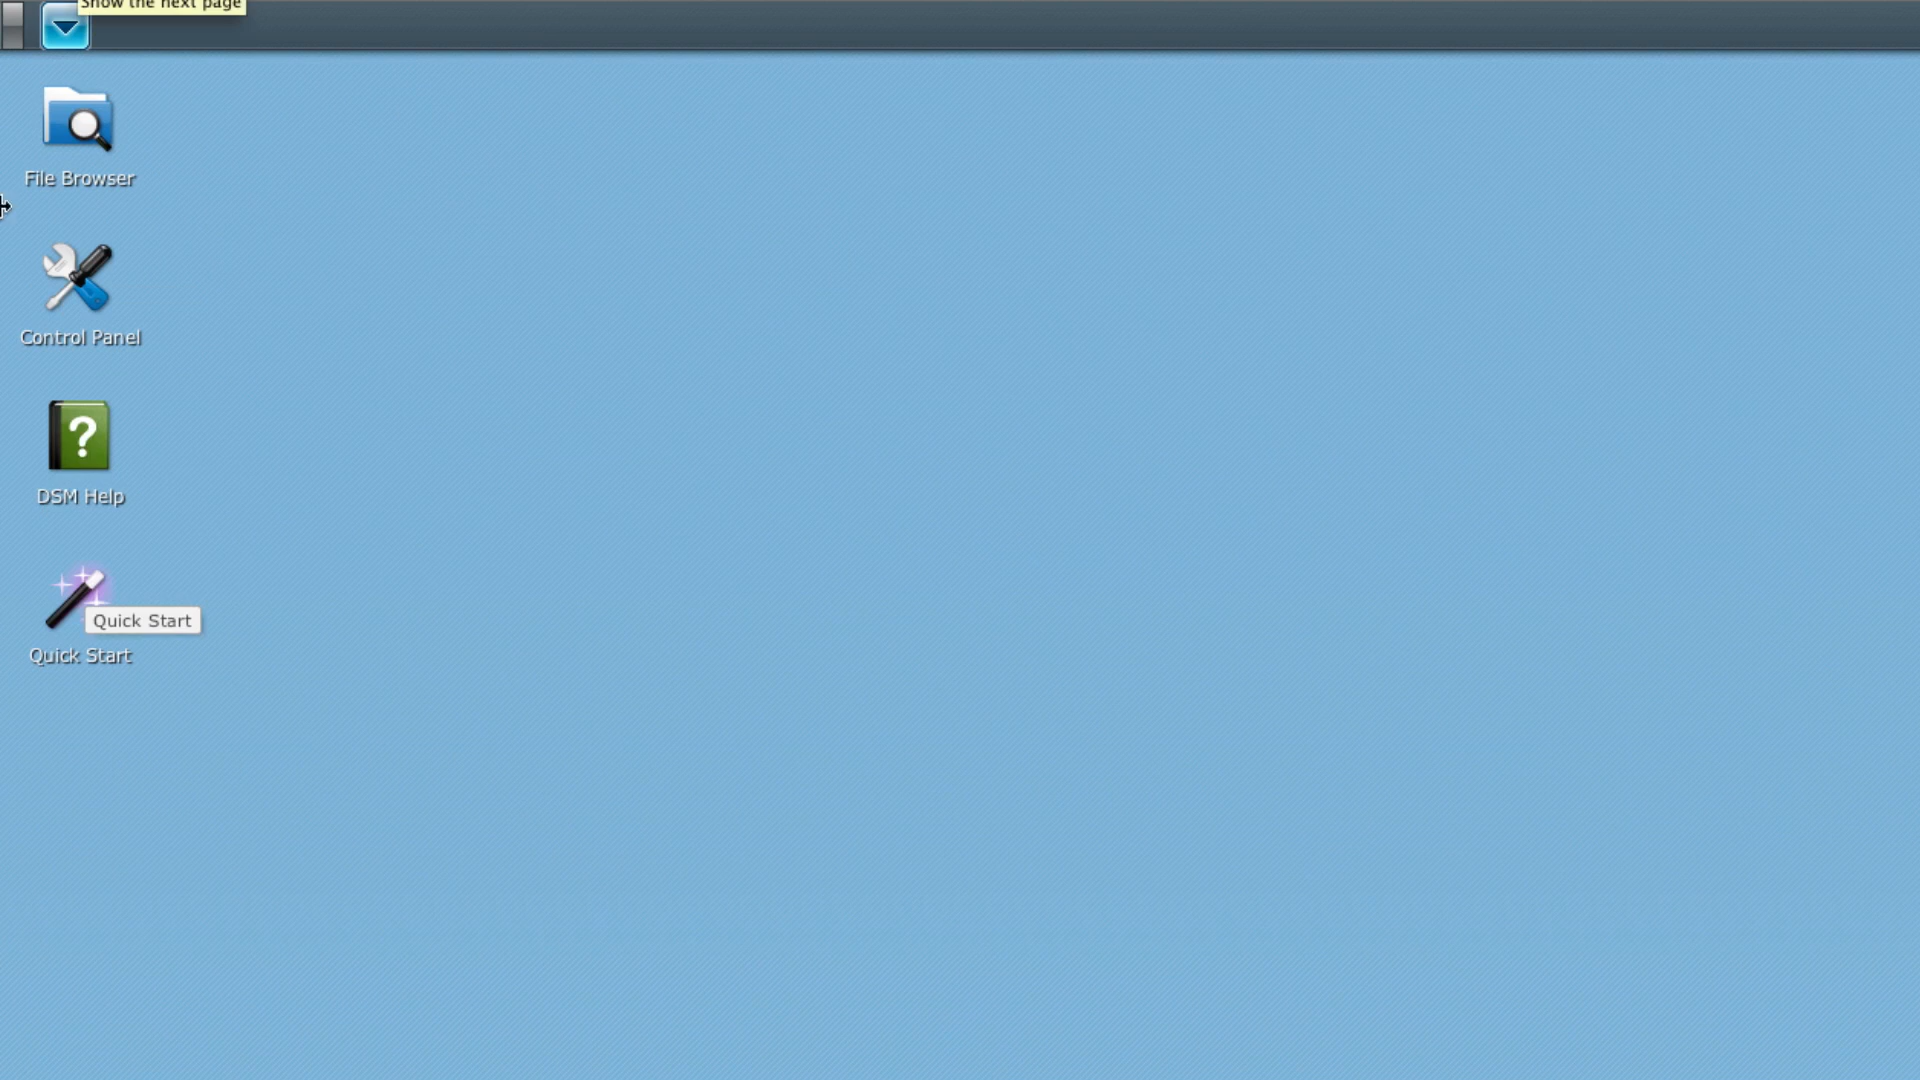 Show the next page
File Browser
Control Panel
?
DSM Help
Quick Start
Quick Start